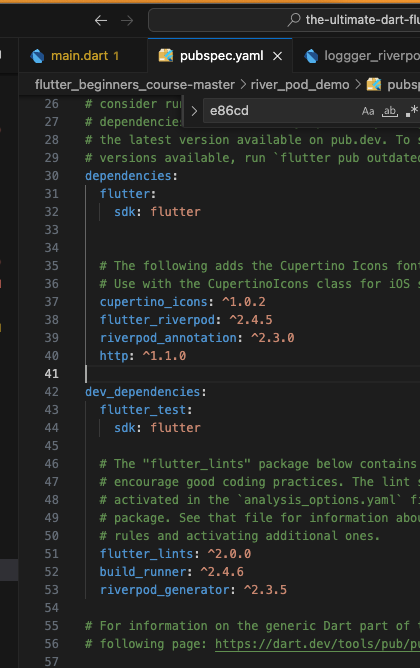 the-ultimate-dart-flu
main.dart 1
pubspec.yaml
loggger_riverpo
flutter_beginners_course-master > river_pod_demo > pubsp
e86cd
Aa ab .*
26 # consider run
27 # dependencie
28 # the latest version available on pub.dev. To s
29 # versions available, run `flutter pub outdated
30 dependencies:
31 flutter:
32 sdk: flutter
33
34
35 # The following adds the Cupertino Icons font
36 # Use with the CupertinoIcons class for iOS s
37 cupertino_icons: ^1.0.2
38 flutter_riverpod: ^2.4.5
39 riverpod_annotation: ^2.3.0
40 http: ^1.1.0
41
42 dev_dependencies:
43 flutter_test:
44 sdk: flutter
45
46 # The "flutter_lints" package below contains
47 # encourage good coding practices. The lint s
48 # activated in the `analysis_options.yaml` fi
49 # package. See that file for information abou
50 # rules and activating additional ones.
51 flutter_lints: ^2.0.0
52 build_runner: ^2.4.6
53 riverpod_generator: ^2.3.5
54
55 # For information on the generic Dart part of t
56 # following page: https://dart.dev/tools/pub/pu
57